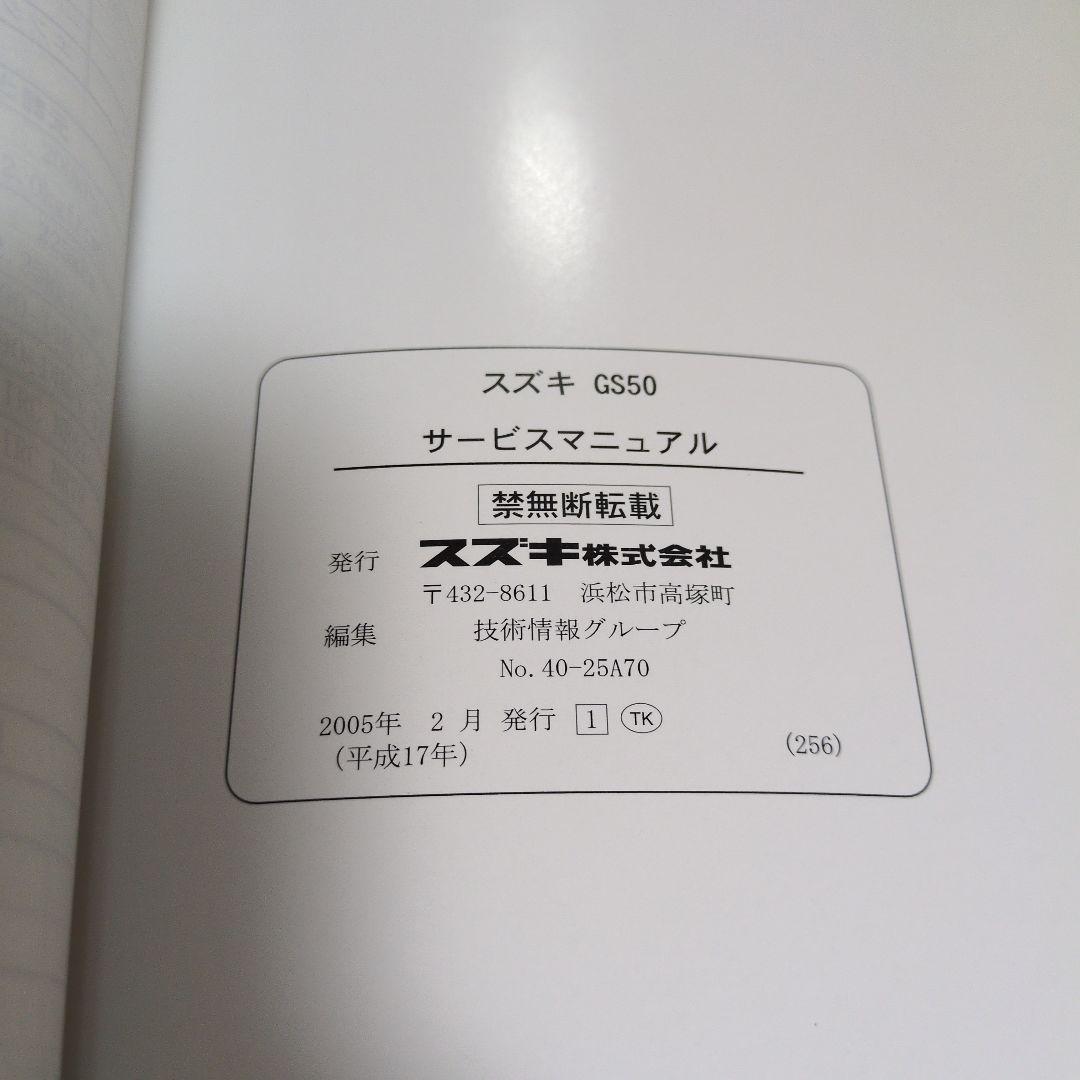 スズキ GS50
サービスマニュアル
禁無断転載
発行 スズキ株式会社
〒432-8611 浜松市高塚町
編集 技術情報グループ
No. 40-25A70
2005年 2 月 発行 1 TK
(平成17年)
(256)